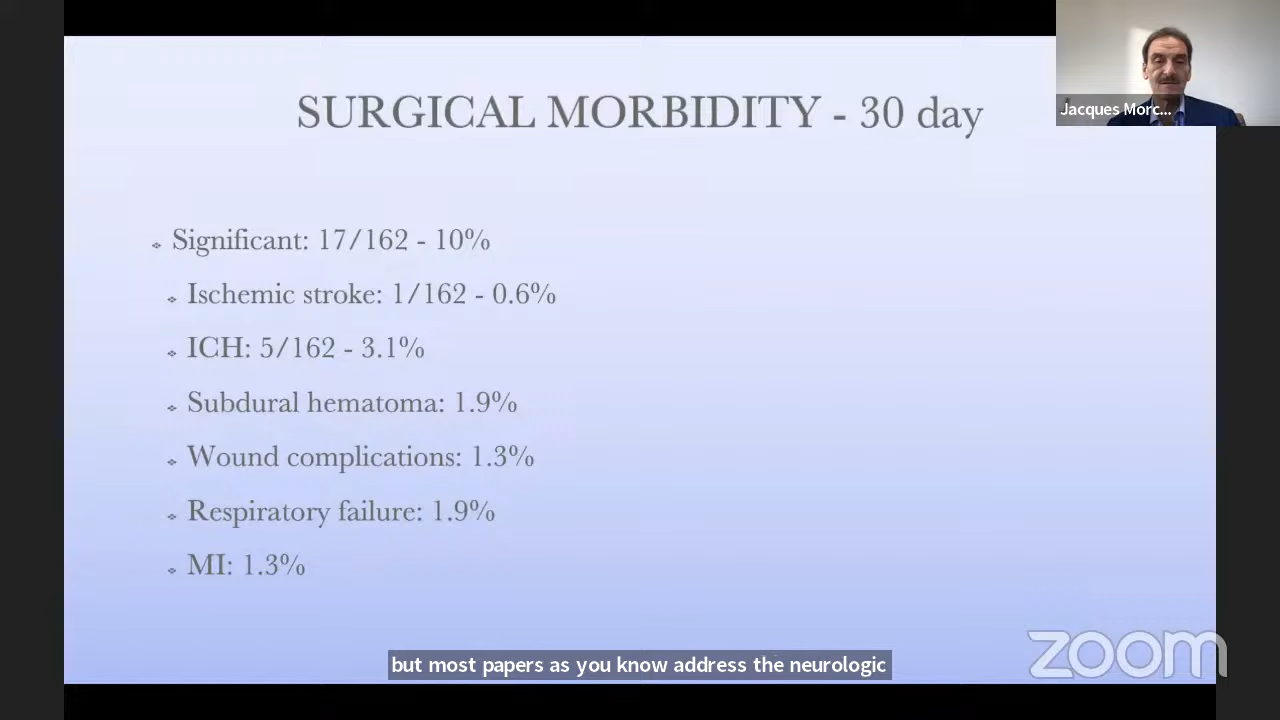 SURGICAL MORBIDITY - 30 day
Jacques Morc...
Significant: 17/162 - 10%
Ischemic stroke: 1/162 - 0.6%
ICH: 5/162 - 3.1%
Subdural hematoma: 1.9%
Wound complications: 1.3%
Respiratory failure: 1.9%
MI: 1.3%
but most papers as you know address the neurologic
zoom